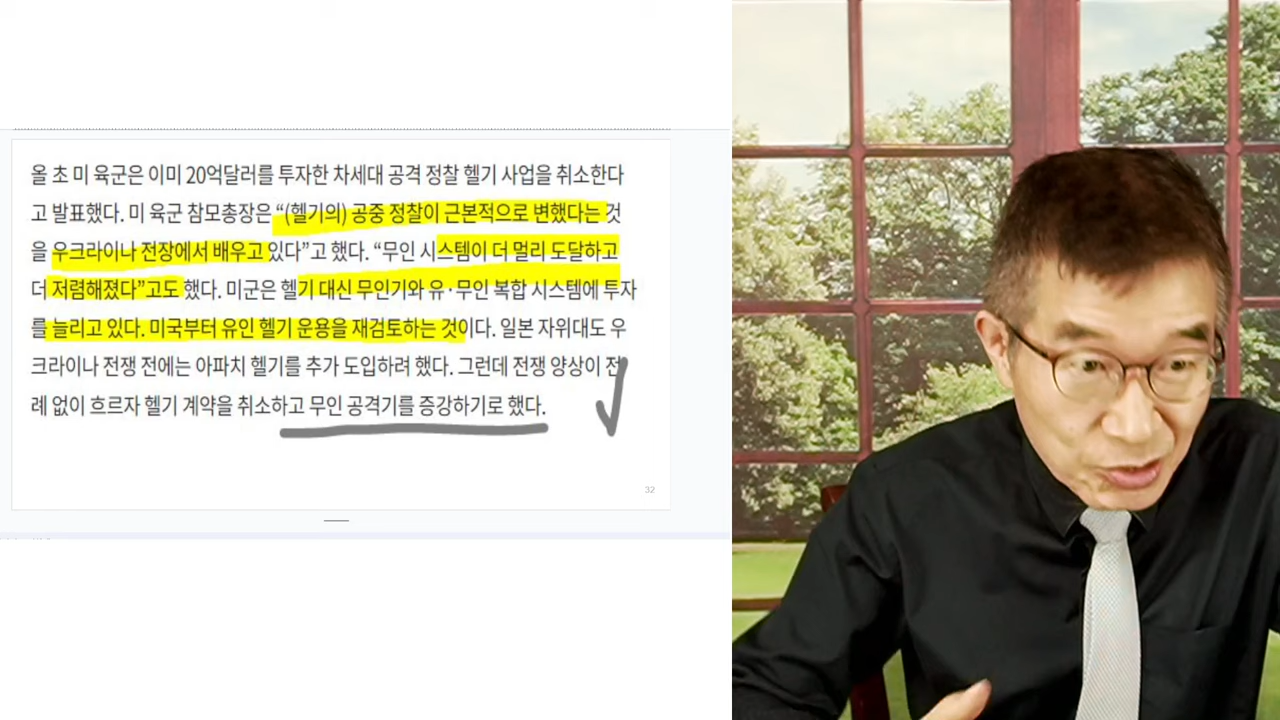 올 초 미 육군은 이미 20억달러를 투자한 차세대 공격 정찰 헬기 사업을 취소한다
고 발표했다. 미 육군 참모총장은 “(헬기의) 공중 정찰이 근본적으로 변했다는 것
을 우크라이나 전장에서 배우고 있다”고 했다. “무인 시스템이 더 멀리 도달하고
더 저렴해졌다”고도 했다. 미군은 헬기 대신 무인기와 유·무인 복합 시스템에 투자
를 늘리고 있다. 미국부터 유인 헬기 운용을 재검토하는 것이다. 일본 자위대도 우
크라이나 전쟁 전에는 아파치 헬기를 추가 도입하려 했다. 그런데 전쟁 양상이 전
례 없이 흐르자 헬기 계약을 취소하고 무인 공격기를 증강하기로 했다.
32